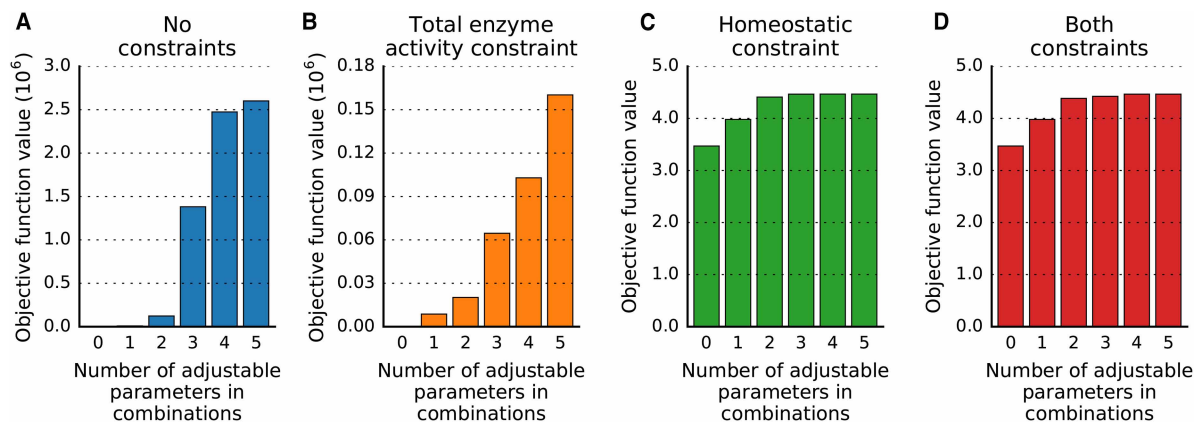 A
No
constraints
Objective function value (10⁶)
3.0
2.5
2.0
1.5
1.0
0.5
0.0
0 1 2 3 4 5
Number of adjustable
parameters in
combinations
B
Total enzyme
activity constraint
Objective function value (10⁶)
0.18
0.15
0.12
0.09
0.06
0.03
0.00
0 1 2 3 4 5
Number of adjustable
parameters in
combinations
C
Homeostatic
constraint
Objective function value
5.0
4.0
3.0
2.0
1.0
0.0
0 1 2 3 4 5
Number of adjustable
parameters in
combinations
D
Both
constraints
Objective function value
5.0
4.0
3.0
2.0
1.0
0.0
0 1 2 3 4 5
Number of adjustable
parameters in
combinations